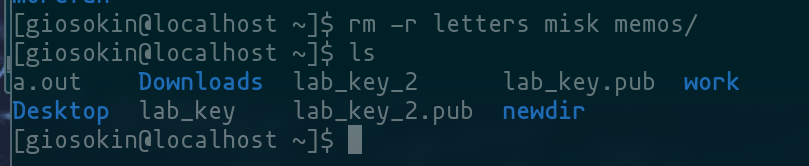 [giosokin@localhost ~]$ rm -r letters misk memos/
[giosokin@localhost ~]$ ls
a.out    Downloads  lab_key_2      lab_key.pub  work
Desktop  lab_key    lab_key_2.pub  newdir
[giosokin@localhost ~]$